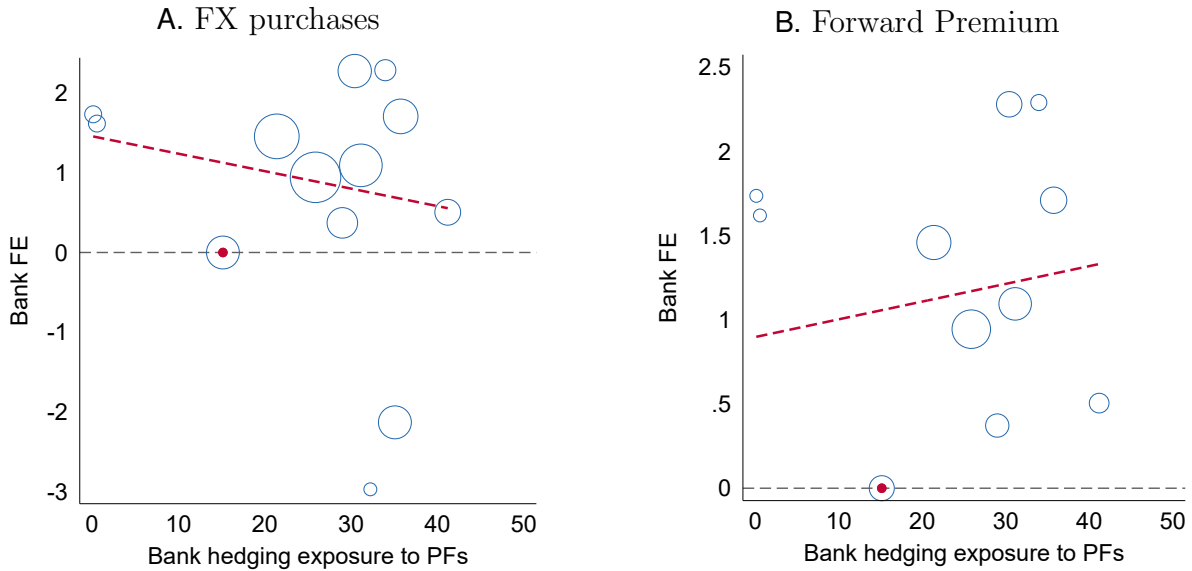 A. FX purchases
2
1
0
-1
-2
-3
Bank FE
0 10 20 30 40 50
Bank hedging exposure to PFs
B. Forward Premium
2.5
2
1.5
1
.5
0
Bank FE
0 10 20 30 40 50
Bank hedging exposure to PFs